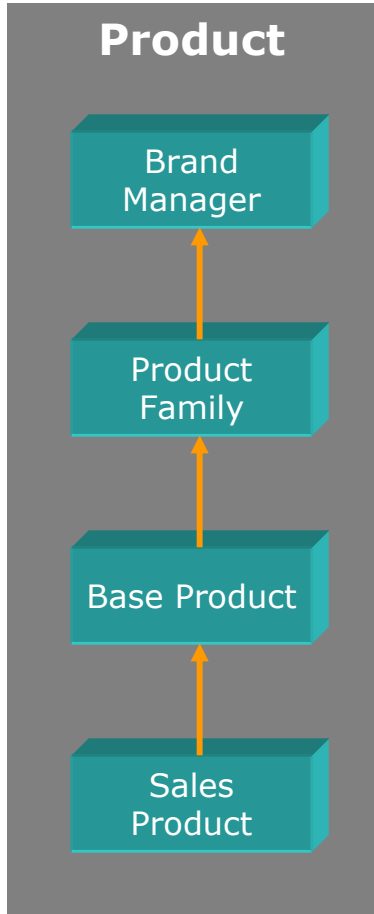 Product
Brand
Manager
Product
Family
Base Product
Sales
Product